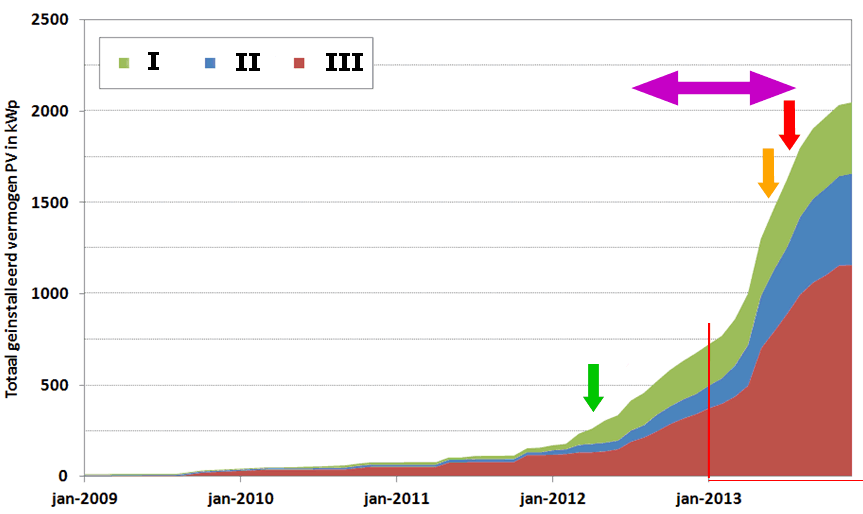 Totaal geinstalleerd vermogen PV in kWp
2500
2000
1500
1000
500
0
I II III
jan-2009 jan-2010 jan-2011 jan-2012 jan-2013